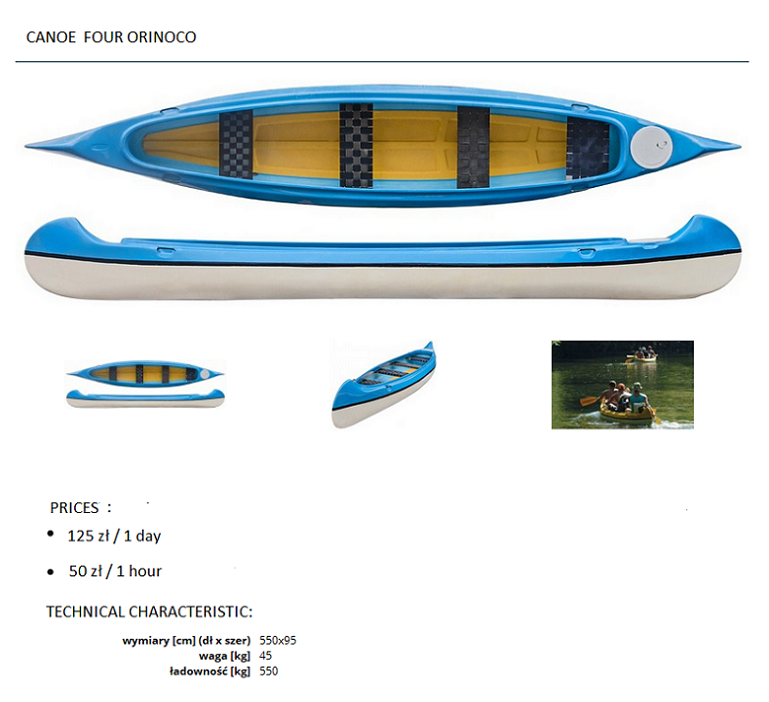 CANOE FOUR ORINOCO
PRICES :
• 125 zł / 1 day
• 50 zł / 1 hour
TECHNICAL CHARACTERISTIC:
wymiary [cm] (dł x szer) 550x95
waga [kg] 45
ładowność [kg] 550